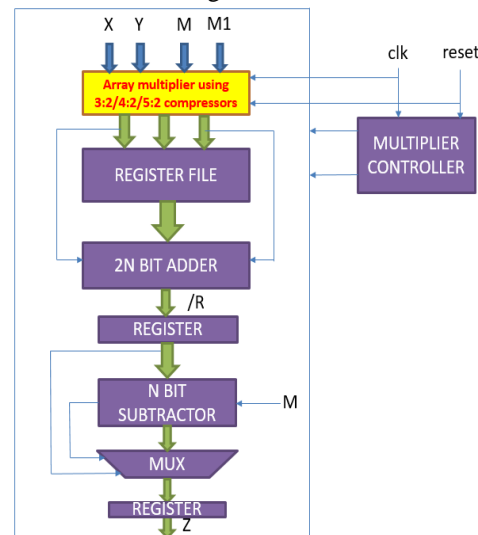 X Y M M1
clk reset
Array multiplier using
3:2/4:2/5:2 compressors
MULTIPLIER
CONTROLLER
REGISTER FILE
2N BIT ADDER
/R
REGISTER
N BIT
SUBTRACTOR
M
MUX
REGISTER
Z